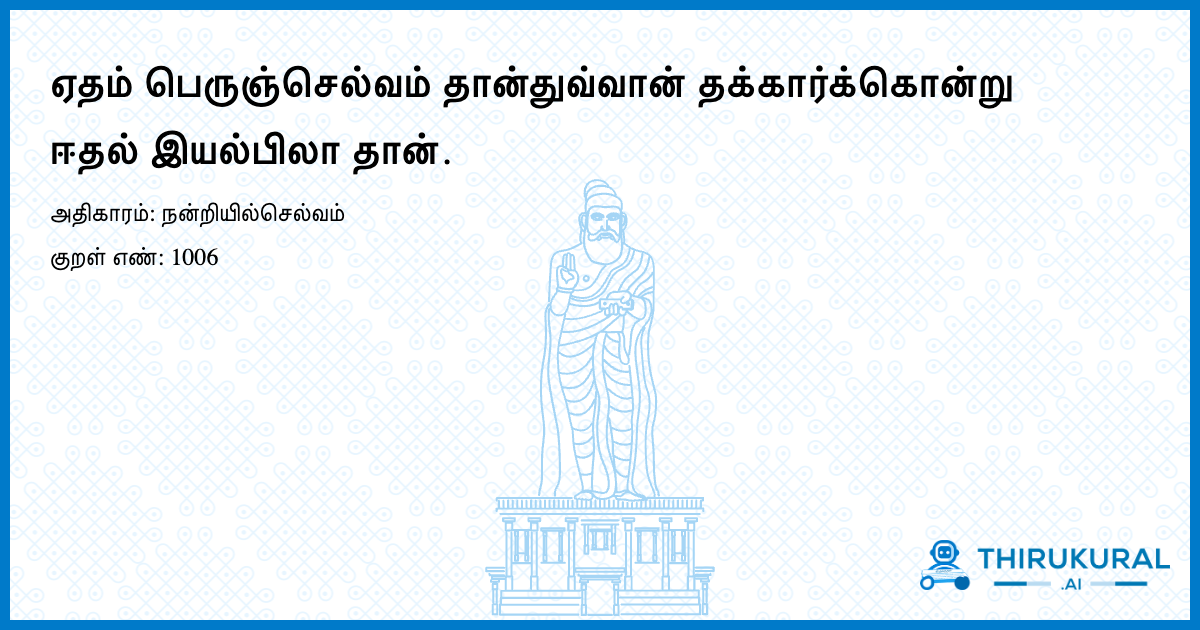 ஏதம் பெருஞ்செல்வம் தான்துவ்வான் தக்கார்க்கொன்று
ஈதல் இயல்பிலா தான்.
அதிகாரம்: நன்றியில்செல்வம்
குறள் எண்: 1006
THIRUKURAL
.AI